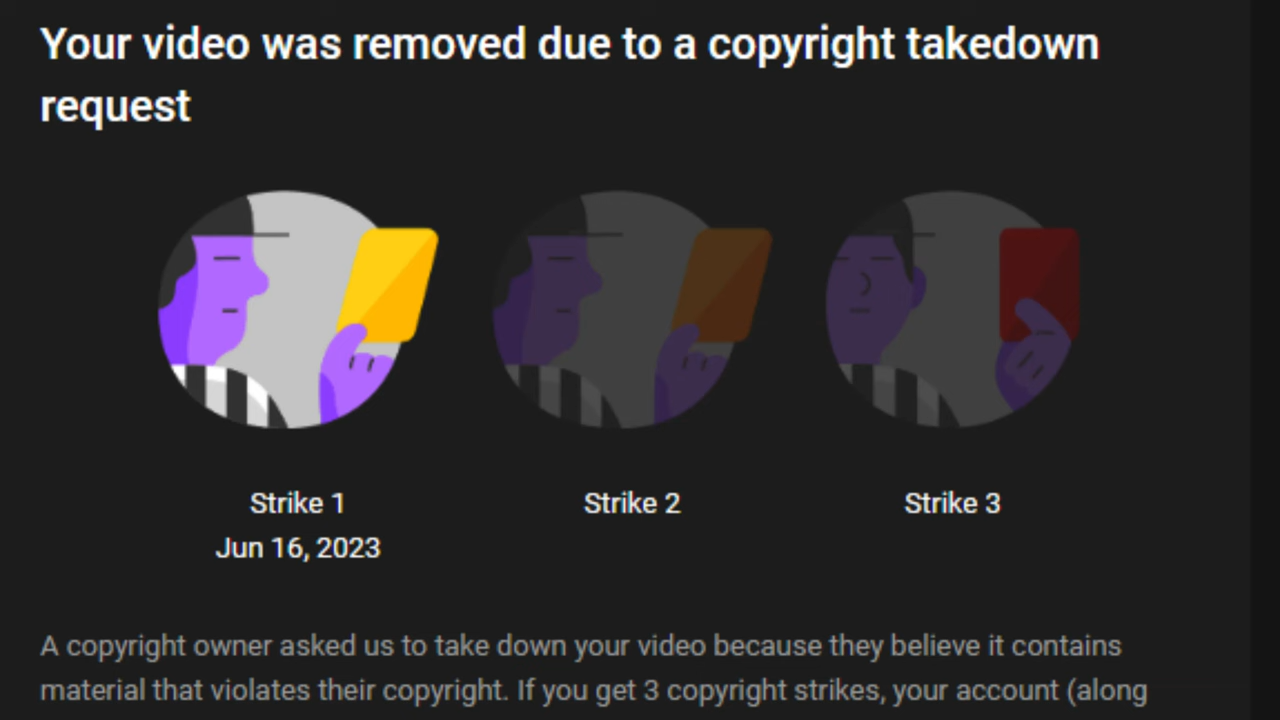 Your video was removed due to a copyright takedown
request
Strike 1
Strike 2
Strike 3
Jun 16, 2023
A copyright owner asked us to take down your video because they believe it contains
material that violates their copyright. If you get 3 copyright strikes, your account (along